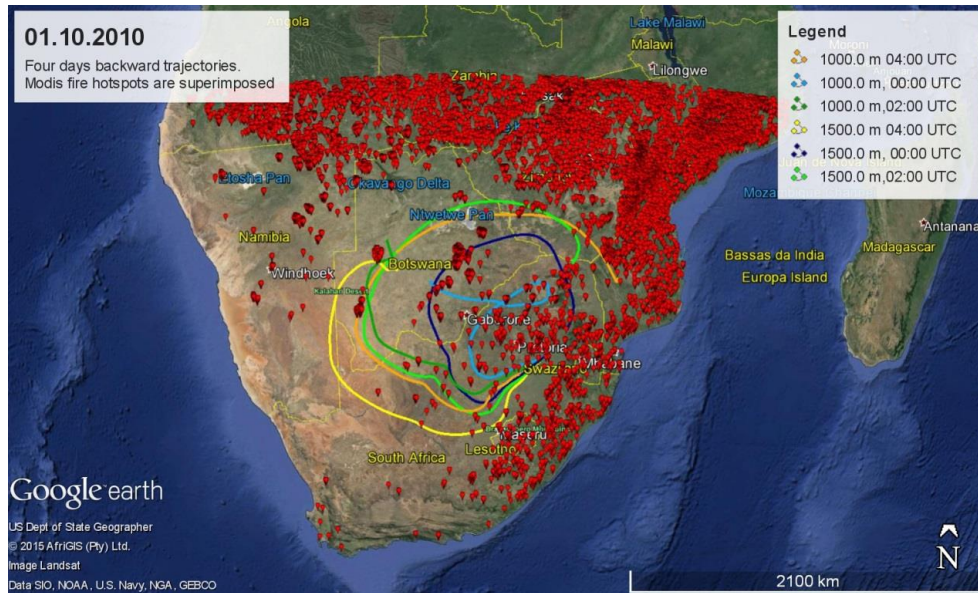 01.10.2010
Four days backward trajectories.
Modis fire hotspots are superimposed
Legend
1000.0 m 04:00 UTC
1000.0 m, 00:00 UTC
1000.0 m,02:00 UTC
1500.0 m 04:00 UTC
1500.0 m, 00:00 UTC
1500.0 m,02:00 UTC
Angola
Lake Malawi
Malawi
Lilongwe
Zambia
Etosha Pan
Okavango Delta
Ntwetwe Pan
Namibia
Windhoek
Botswana
Gaborone
Pretoria
Mbabane
Maseru
Lesotho
South Africa
Bassas da India
Europa Island
Madagascar
Antanana
Google earth
US Dept of State Geographer
© 2015 AfriGIS (Pty) Ltd.
Image Landsat
Data SIO, NOAA, U.S. Navy, NGA, GEBCO
N
2100 km